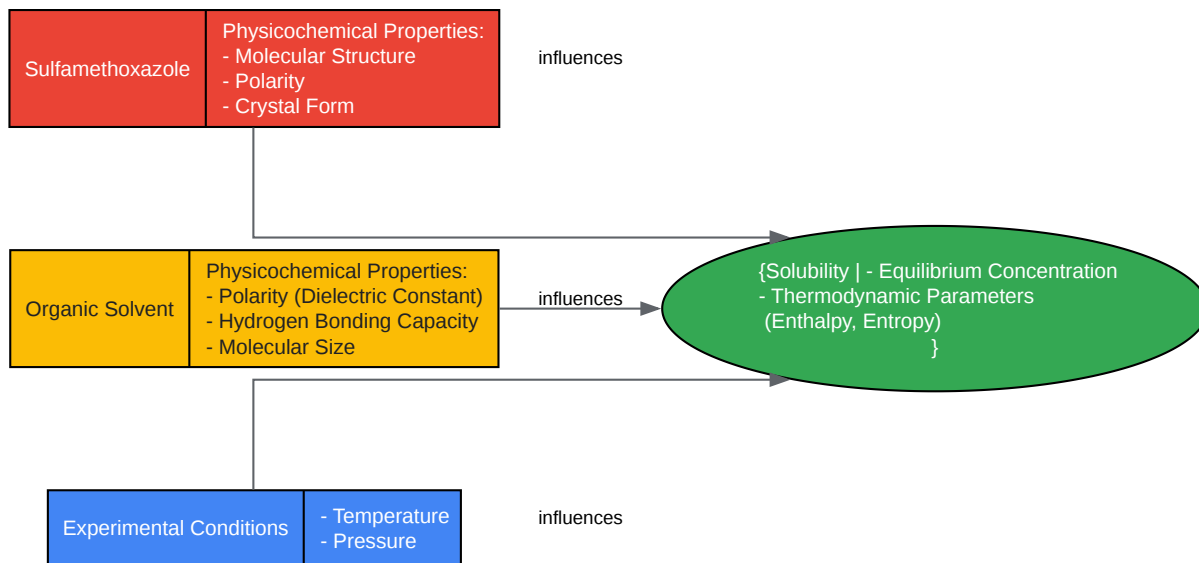 Sulfamethoxazole
Physicochemical Properties:
- Molecular Structure
- Polarity
- Crystal Form
influences
Organic Solvent
Physicochemical Properties:
- Polarity (Dielectric Constant)
- Hydrogen Bonding Capacity
- Molecular Size
influences
{Solubility | - Equilibrium Concentration
- Thermodynamic Parameters
(Enthalpy, Entropy)
}
Experimental Conditions
- Temperature
- Pressure
influences